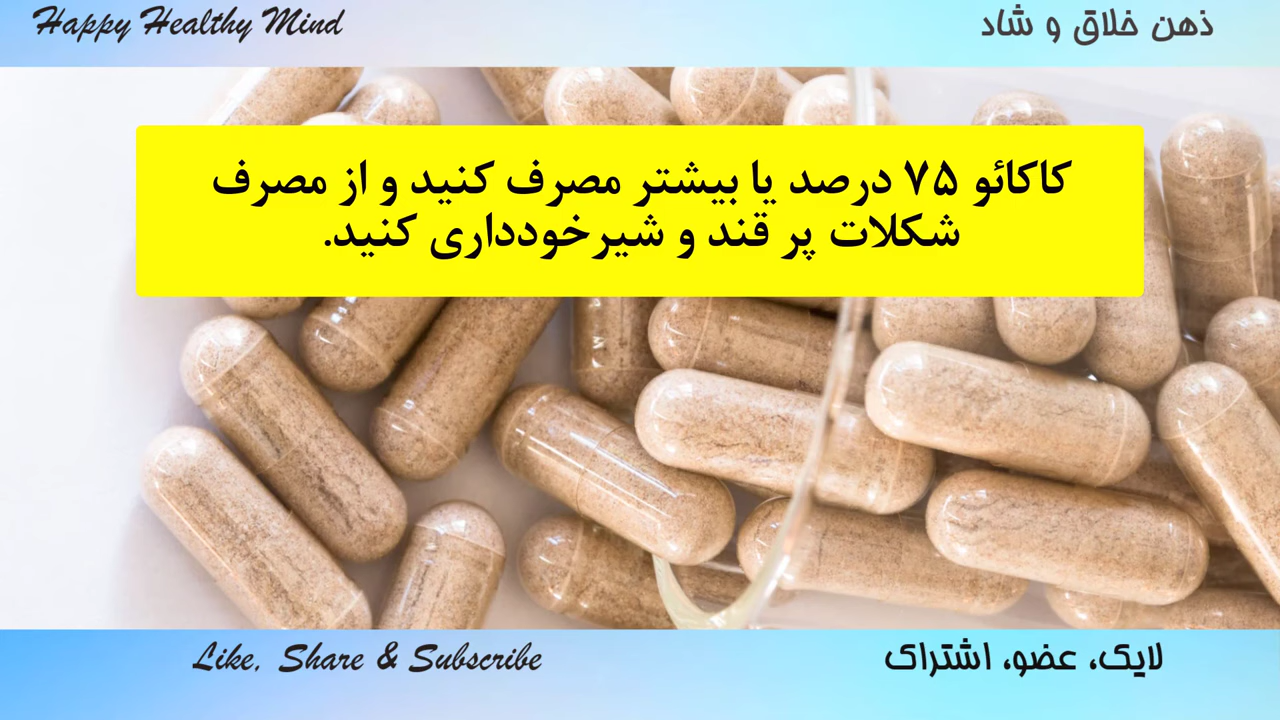 Happy Healthy Mind
ذهن خلاق و شاد
کاکائو ۷۵ درصد یا بیشتر مصرف کنید و از مصرف
شکلات پر قند و شیرخودداری کنید.
Like, Share & Subscribe
لایک، عضو، اشتراک